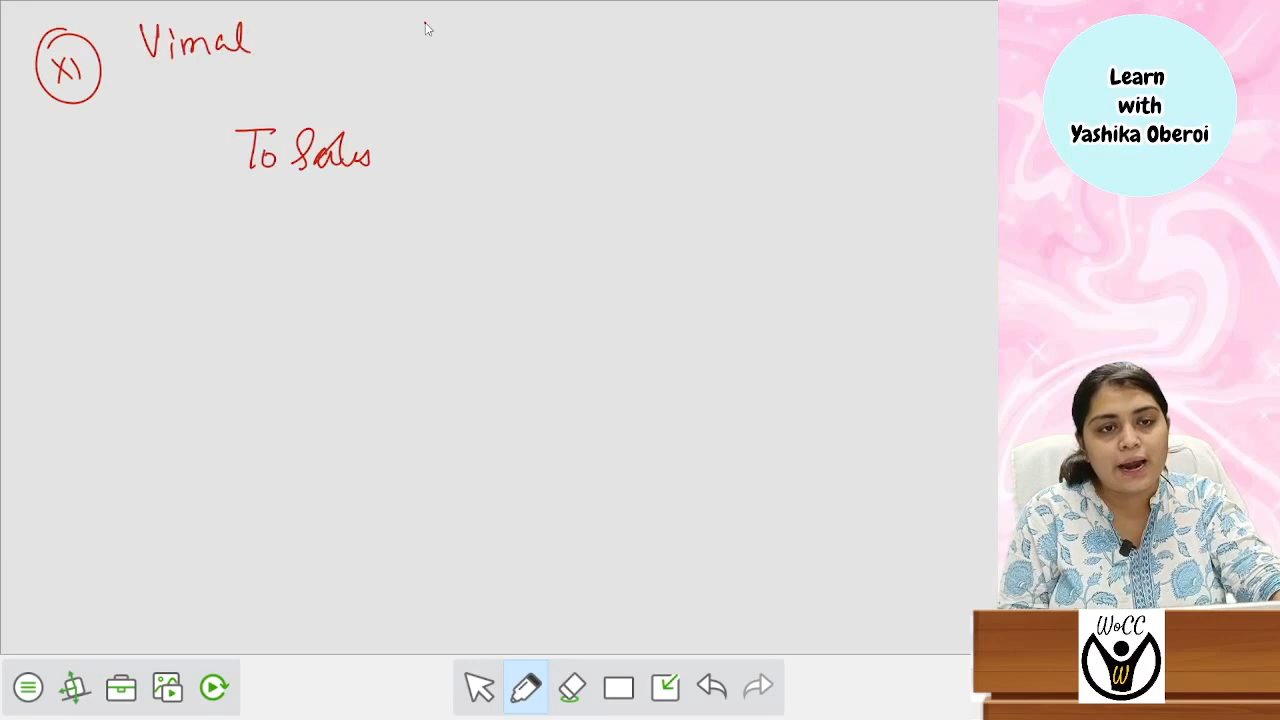 XI
Vimal
To Sales
Learn
with
Yashika Oberoi
WoCC
W